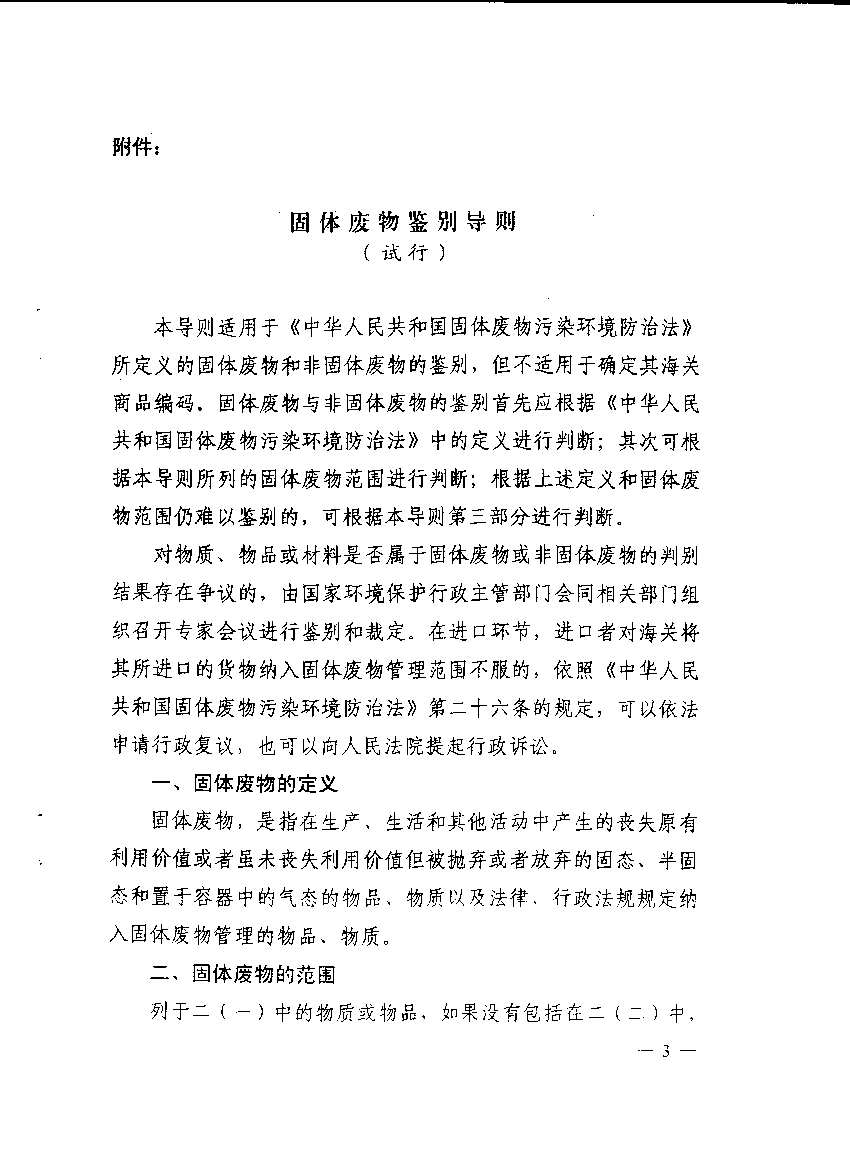 附件：
固体废物鉴别导则
（试行）
本导则适用于《中华人民共和国固体废物污染环境防治法》
所定义的固体废物和非固体废物的鉴别，但不适用于确定其海关
商品编码。固体废物与非固体废物的鉴别首先应根据《中华人民
共和国固体废物污染环境防治法》中的定义进行判断；其次可根
据本导则所列的固体废物范围进行判断；根据上述定义和固体废
物范围仍难以鉴别的，可根据本导则第三部分进行判断。
对物质、物品或材料是否属于固体废物或非固体废物的判别
结果存在争议的，由国家环境保护行政主管部门会同相关部门组
织召开专家会议进行鉴别和裁定。在进口环节，进口者对海关将
其所进口的货物纳入固体废物管理范围不服的，依照《中华人民
共和国固体废物污染环境防治法》第二十六条的规定，可以依法
申请行政复议，也可以向人民法院提起行政诉讼。
一、固体废物的定义
固体废物，是指在生产、生活和其他活动中产生的丧失原有
利用价值或者虽未丧失利用价值但被抛弃或者放弃的固态、半固
态和置于容器中的气态的物品、物质以及法律、行政法规规定纳
入固体废物管理的物品、物质。
二、固体废物的范围
列于二（一）中的物质或物品，如果没有包括在二（二）中，
— 3 —